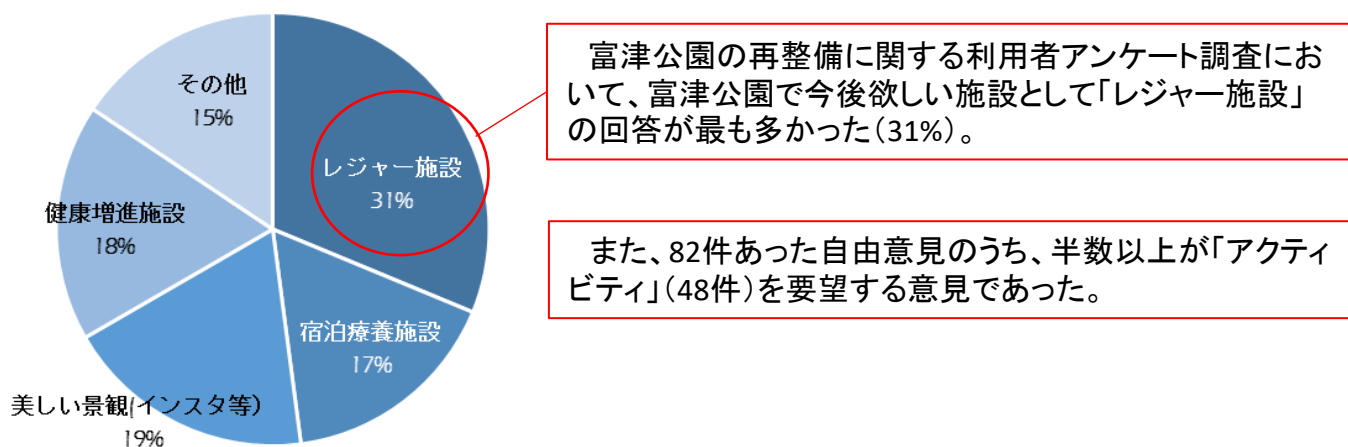 その他
15%
レジャー施設
31%
健康増進施設
18%
宿泊療養施設
17%
美しい景観(インスタ等)
19%
富津公園の再整備に関する利用者アンケート調査にお
いて、富津公園で今後欲しい施設として「レジャー施設」
の回答が最も多かった(31%)。
また、82件あった自由意見のうち、半数以上が「アクティ
ビティ」(48件)を要望する意見であった。